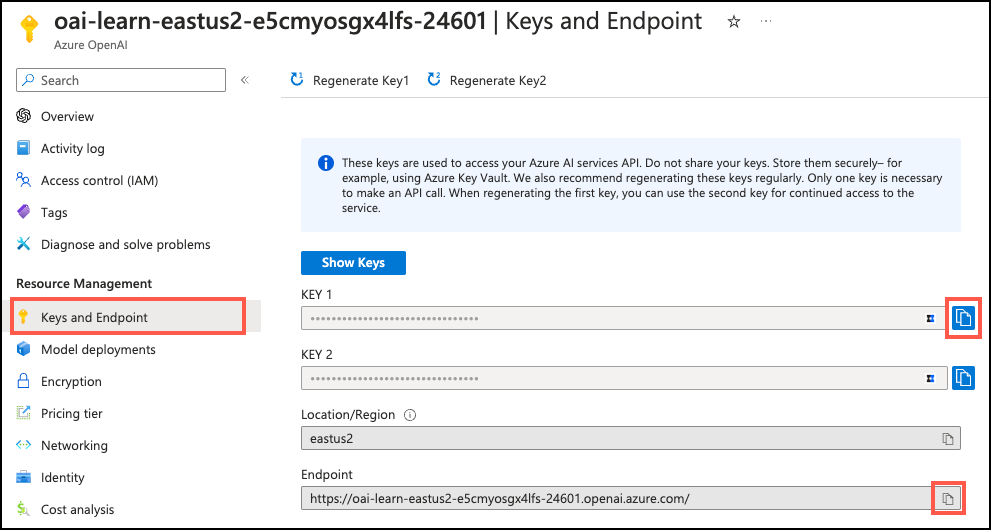 oai-learn-eastus2-e5cmyosgx4lfs-24601 | Keys and Endpoint
Azure OpenAI
Search
Overview
Activity log
Access control (IAM)
Tags
Diagnose and solve problems
Resource Management
Keys and Endpoint
Model deployments
Encryption
Pricing tier
Networking
Identity
Cost analysis
Regenerate Key1
Regenerate Key2
These keys are used to access your Azure AI services API. Do not share your keys. Store them securely– for
example, using Azure Key Vault. We also recommend regenerating these keys regularly. Only one key is necessary
to make an API call. When regenerating the first key, you can use the second key for continued access to the
service.
Show Keys
KEY 1
KEY 2
Location/Region
eastus2
Endpoint
https://oai-learn-eastus2-e5cmyosgx4lfs-24601.openai.azure.com/